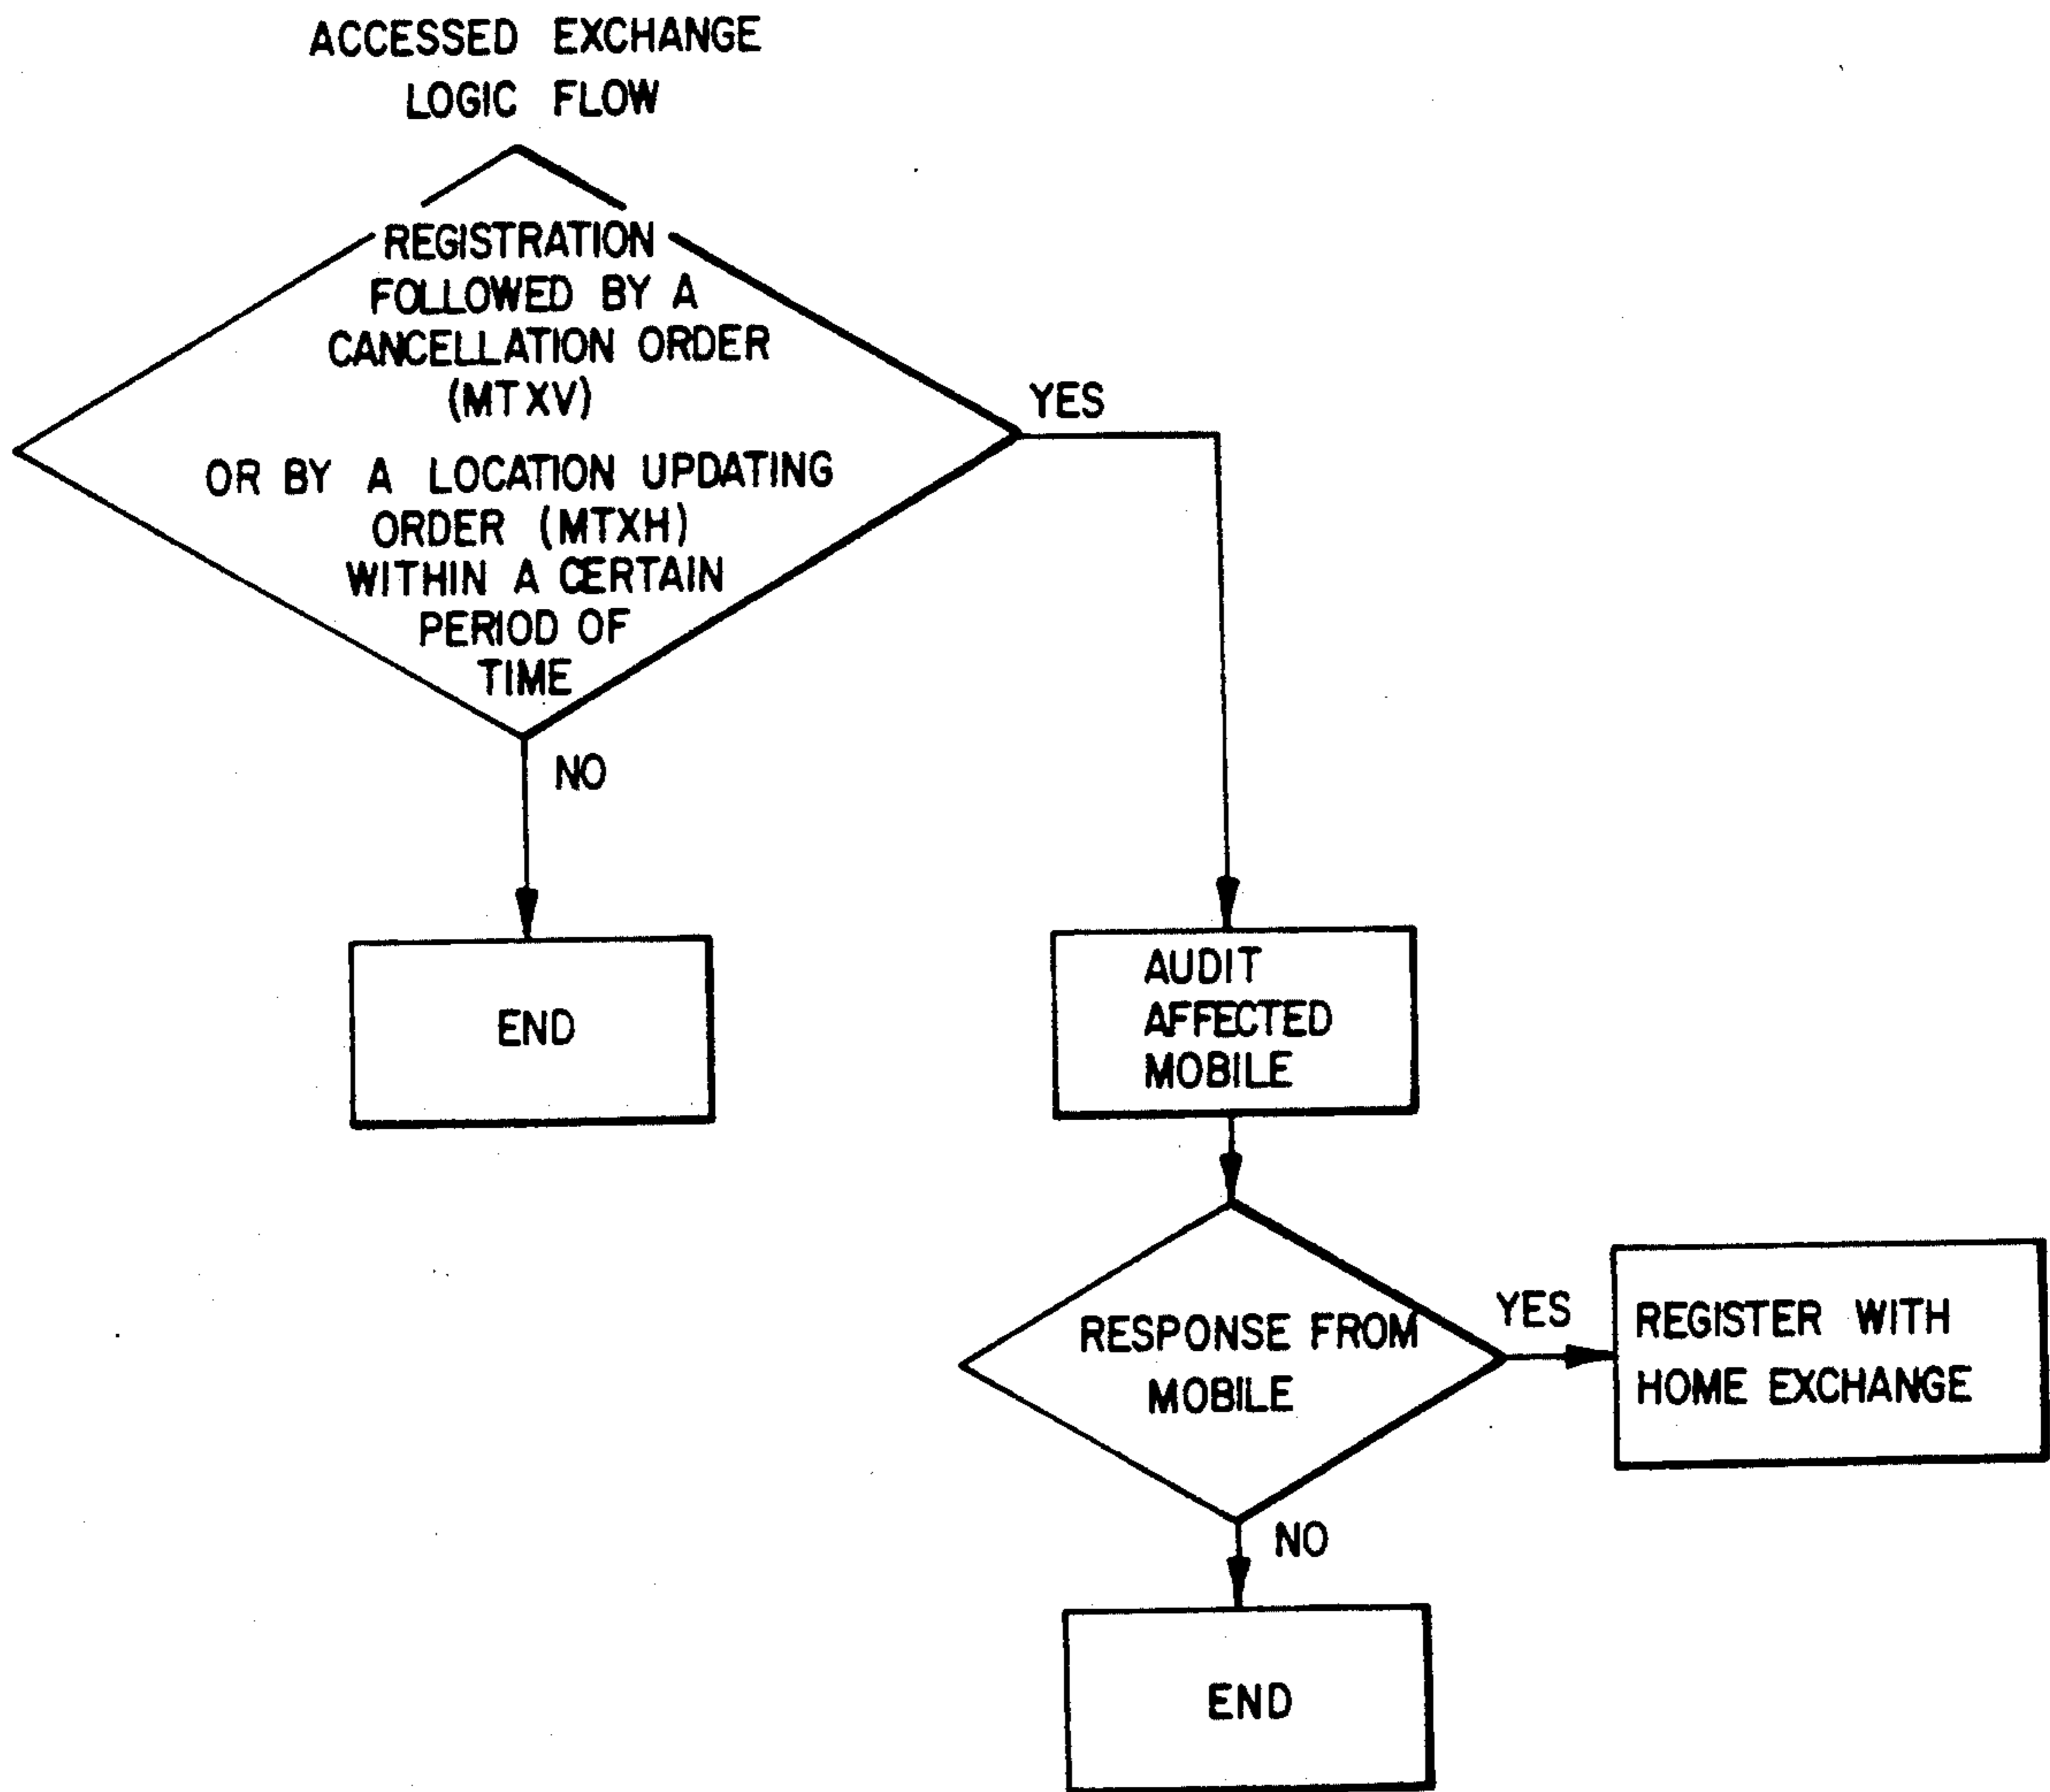 ACCESSED EXCHANGE
LOGIC FLOW
REGISTRATION
FOLLOWED BY A
CANCELLATION ORDER
(MTXV)
OR BY A LOCATION UPDATING
ORDER (MTXH)
WITHIN A CERTAIN
PERIOD OF
TIME
YES
NO
END
AUDIT
AFFECTED
MOBILE
RESPONSE FROM
MOBILE
YES
REGISTER WITH
HOME EXCHANGE
NO
END